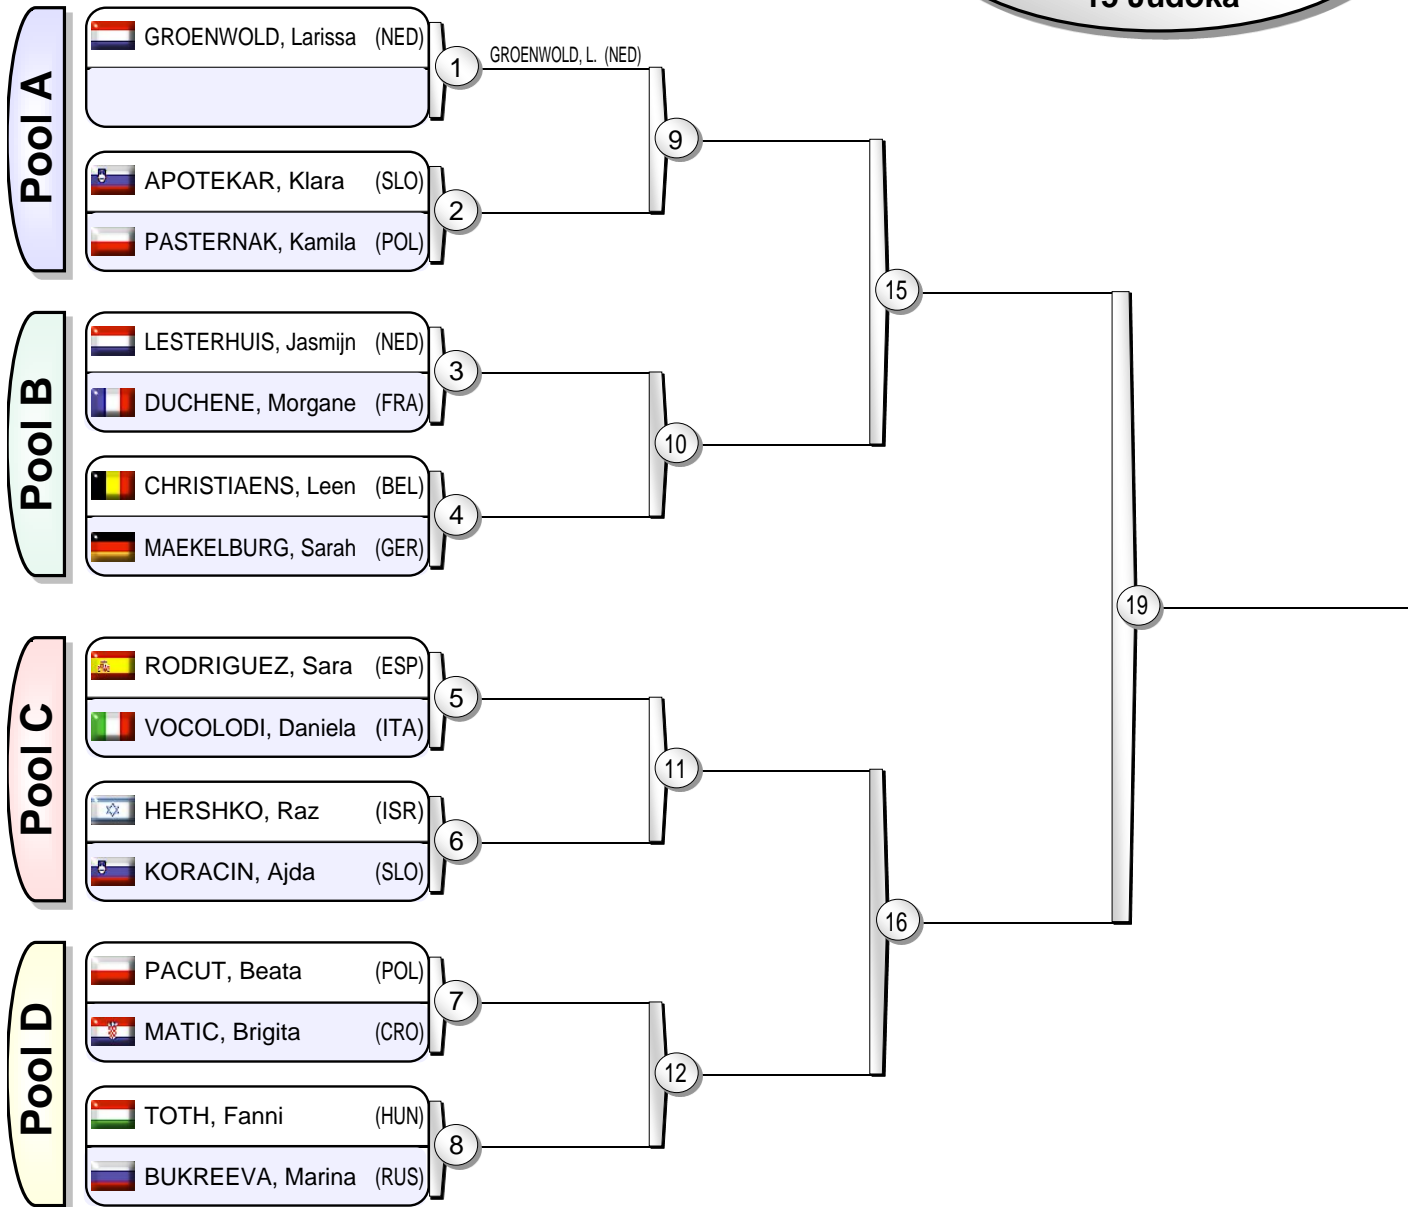 15 Judoka
Pool A
GROENWOLD, Larissa (NED)
1
GROENWOLD, L. (NED)
APOTEKAR, Klara (SLO)
PASTERNAK, Kamila (POL)
2
9
Pool B
LESTERHUIS, Jasmijn (NED)
DUCHENE, Morgane (FRA)
3
CHRISTIAENS, Leen (BEL)
MAEKELBURG, Sarah (GER)
4
10
15
Pool C
RODRIGUEZ, Sara (ESP)
VOCOLODI, Daniela (ITA)
5
HERSHKO, Raz (ISR)
KORACIN, Ajda (SLO)
6
11
Pool D
PACUT, Beata (POL)
MATIC, Brigita (CRO)
7
TOTH, Fanni (HUN)
BUKREEVA, Marina (RUS)
8
12
16
19